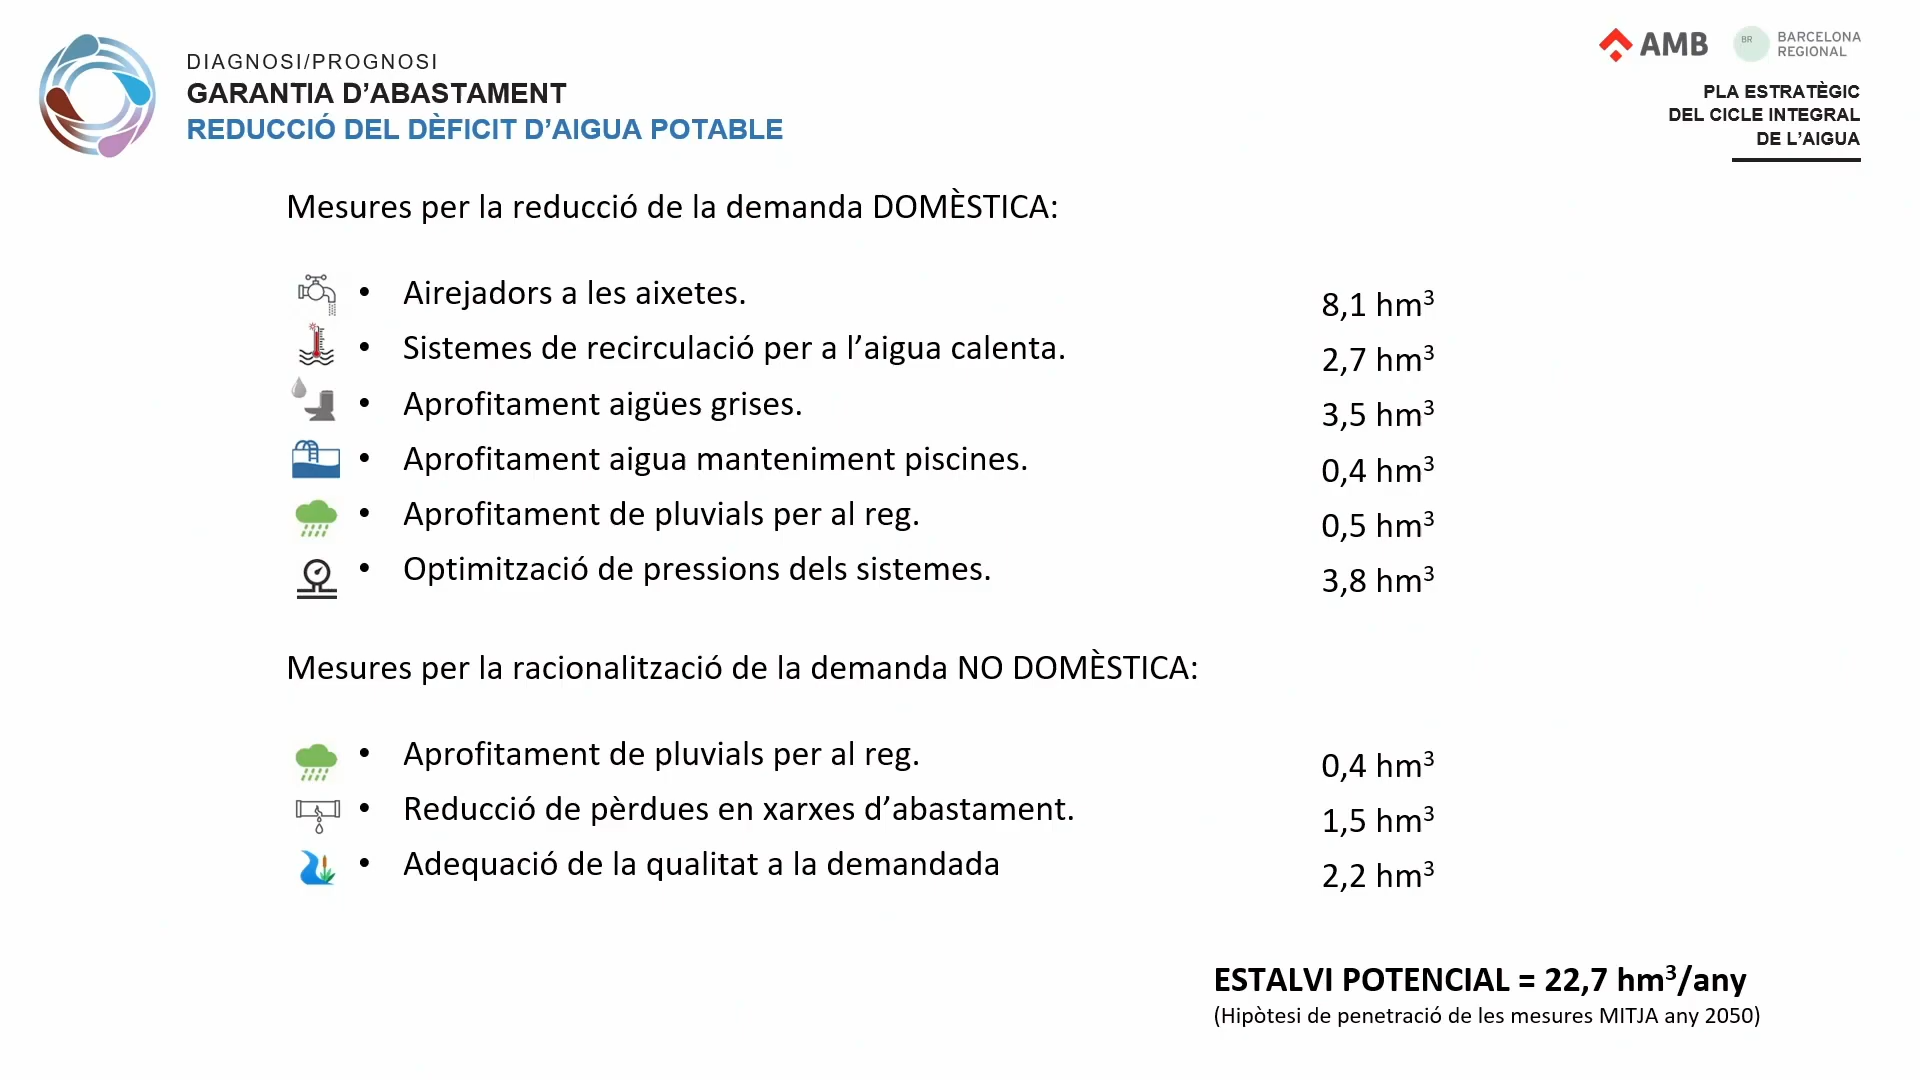 DIAGNOSI/PROGNOSI
GARANTIA D’ABASTAMENT
REDUCCIÓ DEL DÈFICIT D’AIGUA POTABLE
AMB
BR
BARCELONA
REGIONAL
PLA ESTRATÈGIC
DEL CICLE INTEGRAL
DE L’AIGUA
Mesures per la reducció de la demanda DOMÈSTICA:
• Airejadors a les aixetes. 8,1 hm³
• Sistemes de recirculació per a l’aigua calenta. 2,7 hm³
• Aprofitament aigües grises. 3,5 hm³
• Aprofitament aigua manteniment piscines. 0,4 hm³
• Aprofitament de pluvials per al reg. 0,5 hm³
• Optimització de pressions dels sistemes. 3,8 hm³
Mesures per la racionalització de la demanda NO DOMÈSTICA:
• Aprofitament de pluvials per al reg. 0,4 hm³
• Reducció de pèrdues en xarxes d’abastament. 1,5 hm³
• Adequació de la qualitat a la demandada 2,2 hm³
ESTALVI POTENCIAL = 22,7 hm³/any
(Hipòtesi de penetració de les mesures MITJA any 2050)